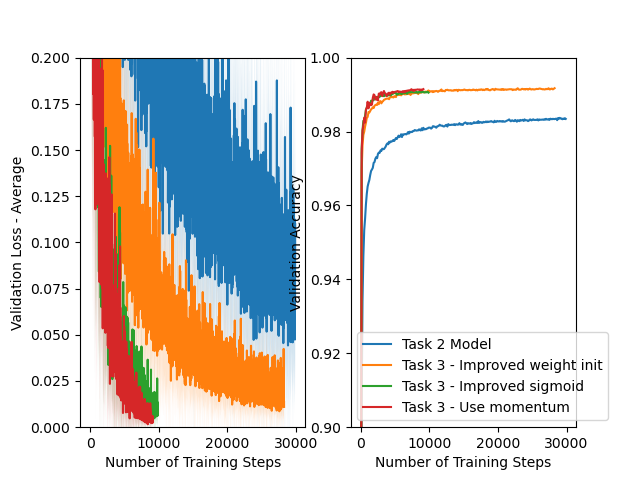 Validation Loss - Average
0.200
0.175
0.150
0.125
0.100
0.075
0.050
0.025
0.000
0
10000
20000
30000
Number of Training Steps
Validation Accuracy
1.00
0.98
0.96
0.94
0.92
0.90
Task 2 Model
Task 3 - Improved weight init
Task 3 - Improved sigmoid
Task 3 - Use momentum
0
10000
20000
30000
Number of Training Steps